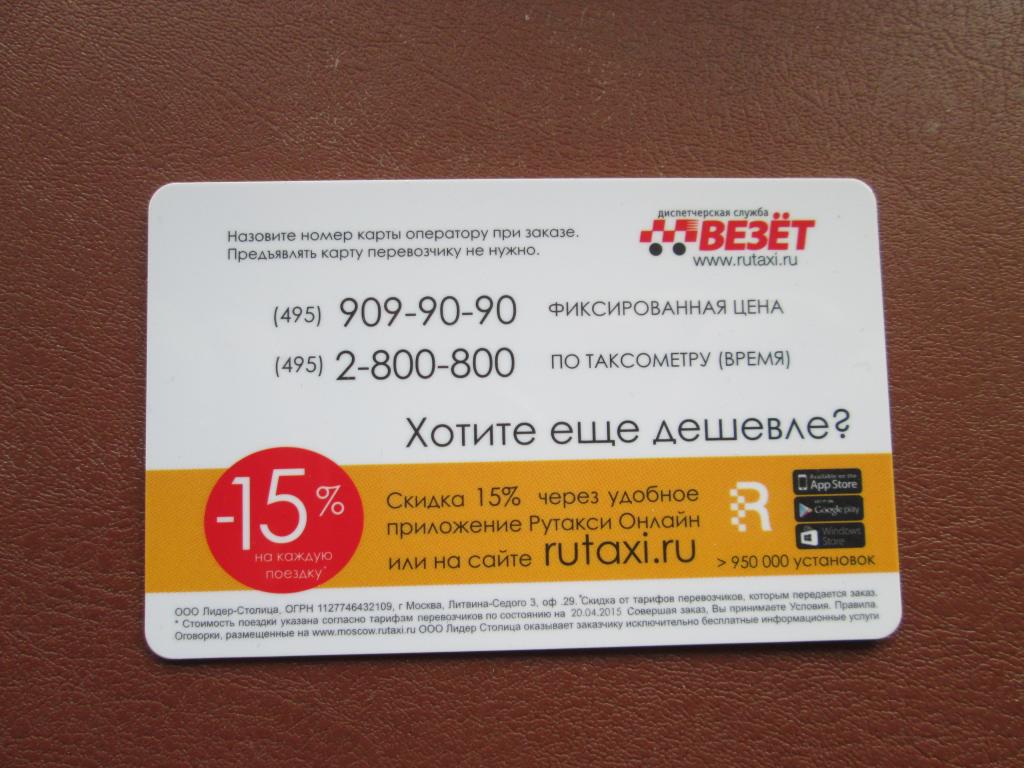 диспетчерская служба
ВЕЗЁТ
www.rutaxi.ru
Назовите номер карты оператору при заказе.
Предъявлять карту перевозчику не нужно.
(495) 909-90-90 ФИКСИРОВАННАЯ ЦЕНА
(495) 2-800-800 ПО ТАКСОМЕТРУ (ВРЕМЯ)
Хотите еще дешевле?
-15%
на каждую
поездку*
Скидка 15% через удобное
приложение Рутакси Онлайн
или на сайте rutaxi.ru
R
Available on the
App Store
Google play
Windows
Store
> 950 000 установок
ООО Лидер-Столица, ОГРН 1127746432109, г Москва, Литвина-Седого 3, оф .29. *Скидка от тарифов перевозчиков, которым передается заказ.
* Стоимость поездки указана согласно тарифам перевозчиков по состоянию на 20.04.2015 Совершая заказ, Вы принимаете Условия. Правила.
Оговорки, размещенные на www.moscow.rutaxi.ru ООО Лидер Столица оказывает заказчику исключительно бесплатные информационные услуги